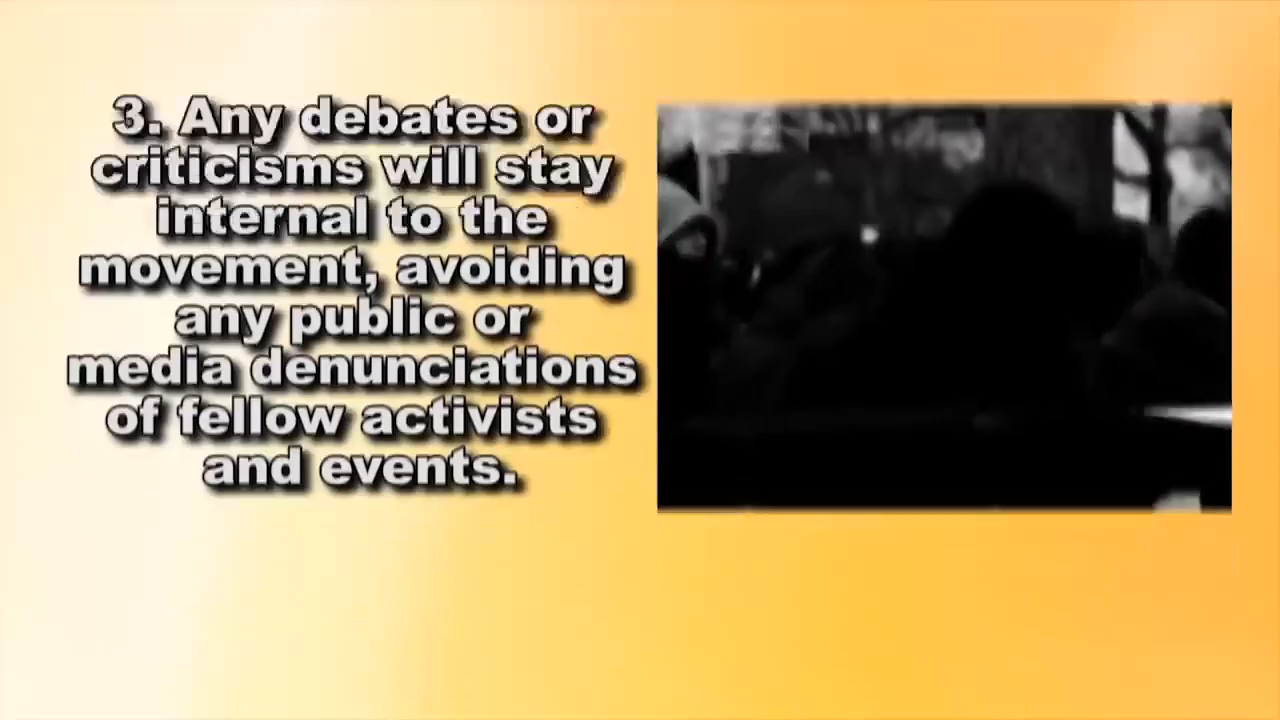 3. Any debates or
criticisms will stay
internal to the
movement, avoiding
any public or
media denunciations
of fellow activists
and events.